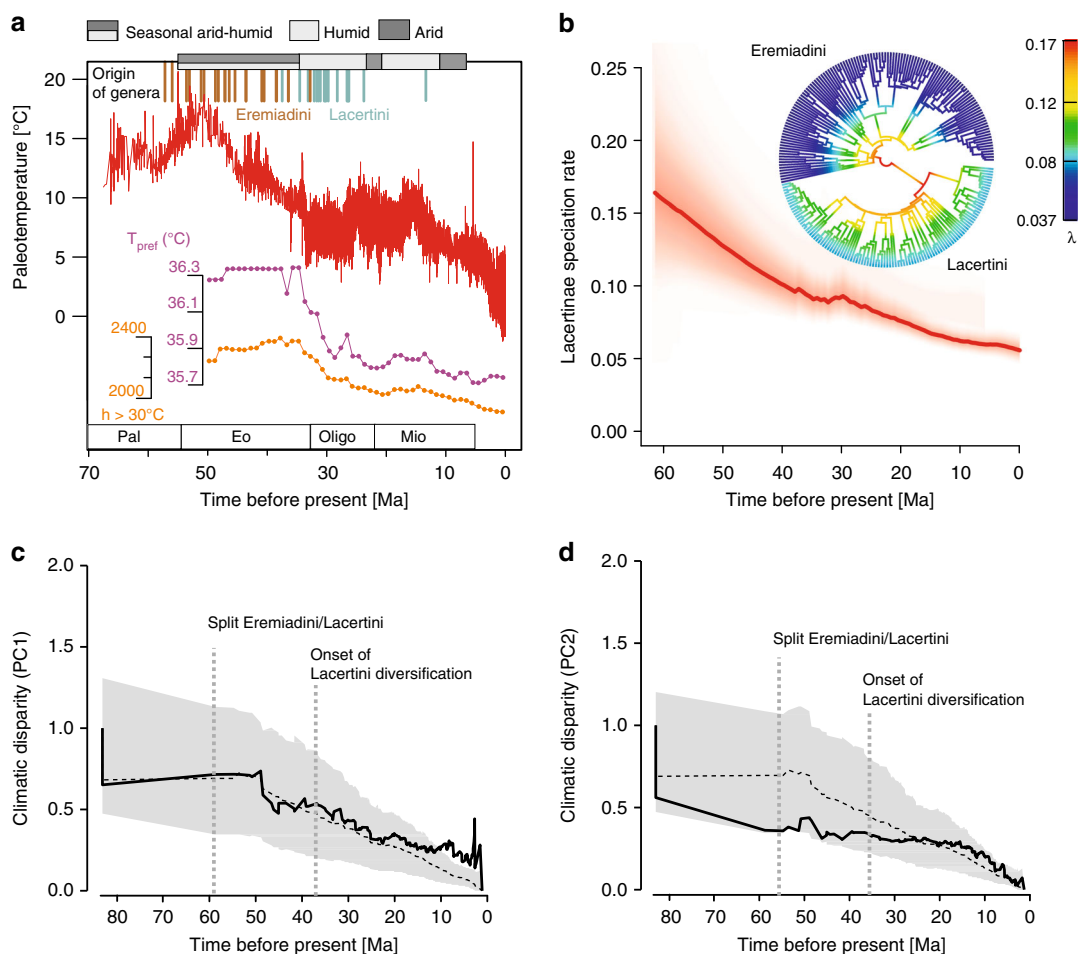 a
Seasonal arid-humid
Humid
Arid
Origin
of genera
Eremiadini
Lactertini
Paleotemperature [°C]
20
15
10
5
0
Tpref (°C)
36.3
36.1
35.9
35.7
2400
2000
h > 30°C
Pal
Eo
Oligo
Mio
70
50
30
10
0
Time before present [Ma]
b
Lacertinae speciation rate
0.25
0.20
0.15
0.10
0.05
0.00
Eremiadini
Lacertini
0.17
0.12
0.08
0.037
λ
60
50
40
30
20
10
0
Time before present [Ma]
c
Climatic disparity (PC1)
2.0
1.5
1.0
0.5
0.0
Split Eremiadini/Lacertini
Onset of
Lacertini diversification
80
70
60
50
40
30
20
10
0
Time before present [Ma]
d
Climatic disparity (PC2)
2.0
1.5
1.0
0.5
0.0
Split Eremiadini/Lacertini
Onset of
Lacertini diversification
80
70
60
50
40
30
20
10
0
Time before present [Ma]